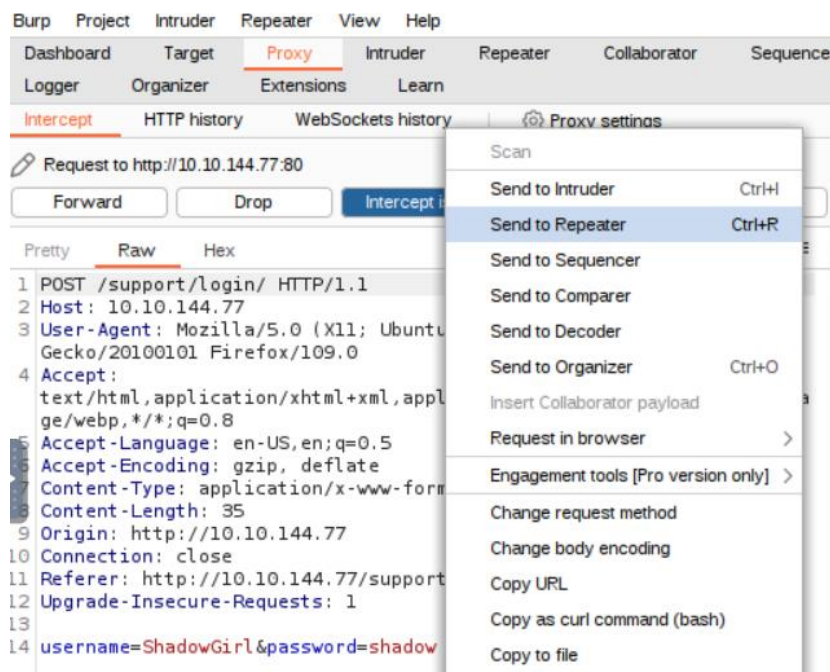 Burp Project Intruder Repeater View Help
Dashboard Target Proxy Intruder Repeater Collaborator Sequence
Logger Organizer Extensions Learn
Intercept HTTP history WebSockets history Proxy settings
Request to http://10.10.144.77:80
Forward Drop Intercept i
Pretty Raw Hex
1 POST /support/login/ HTTP/1.1
2 Host: 10.10.144.77
3 User-Agent: Mozilla/5.0 (X11; Ubuntu
Gecko/20100101 Firefox/109.0
4 Accept:
text/html,application/xhtml+xml,appl
ge/webp,*/*;q=0.8
5 Accept-Language: en-US,en;q=0.5
6 Accept-Encoding: gzip, deflate
7 Content-Type: application/x-www-form
8 Content-Length: 35
9 Origin: http://10.10.144.77
10 Connection: close
11 Referer: http://10.10.144.77/support
12 Upgrade-Insecure-Requests: 1
13
14 username=ShadowGirl&password=shadow
Scan
Send to Intruder Ctrl+I
Send to Repeater Ctrl+R
Send to Sequencer
Send to Comparer
Send to Decoder
Send to Organizer Ctrl+O
Insert Collaborator payload
Request in browser >
Engagement tools [Pro version only] >
Change request method
Change body encoding
Copy URL
Copy as curl command (bash)
Copy to file